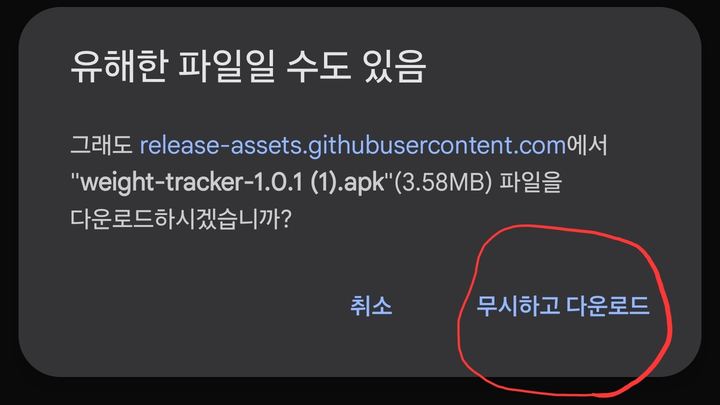 유해한 파일일 수도 있음
그래도 release-assets.githubusercontent.com에서
"weight-tracker-1.0.1 (1).apk"(3.58MB) 파일을
다운로드하시겠습니까?
취소 무시하고 다운로드